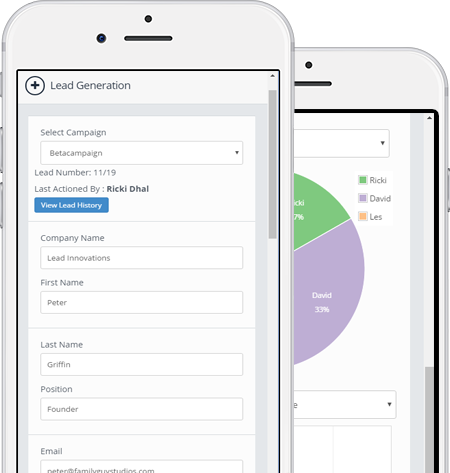 Lead Generation
Select Campaign
Betacampaign
Lead Number: 11/19
Last Actioned By : Ricki Dhal
View Lead History
Company Name
Lead Innovations
First Name
Peter
Last Name
Griffin
Position
Founder
Email
peter@familyguystudios.com
Ricki
David
Les
David
33%